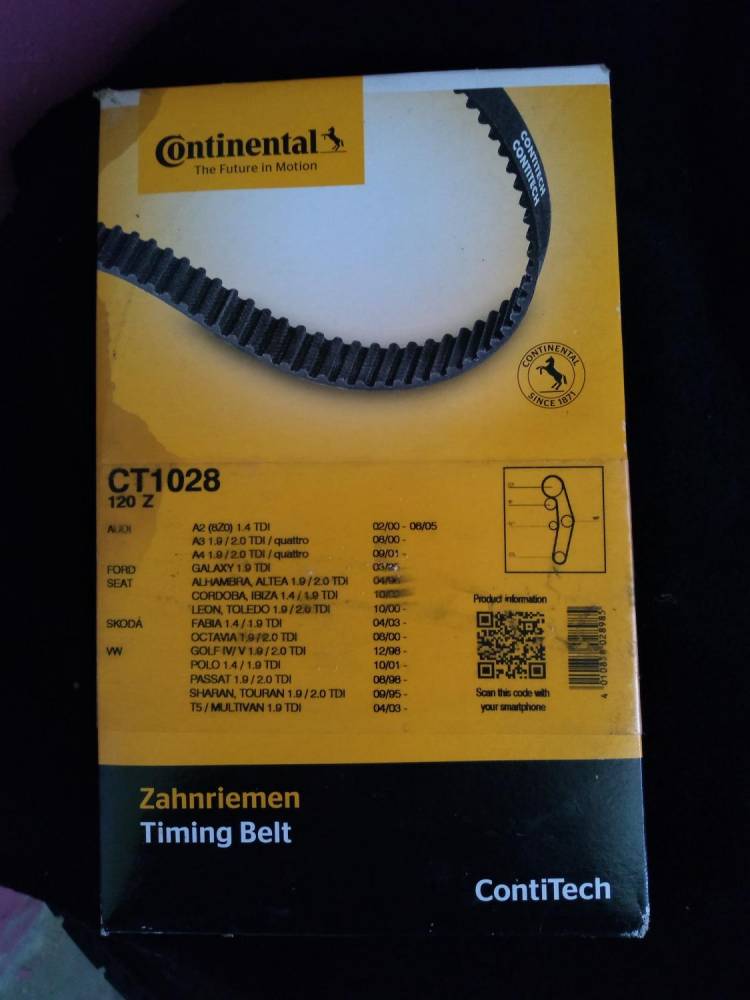 Continental
The Future in Motion
CONTITECH
CONTITECH
CONTINENTAL
SINCE 1871
CT1028
120 Z
AUDI A2 (8Z0) 1.4 TDI 02/00 - 08/05
A3 1.9 / 2.0 TDI / quattro 08/00 -
A4 1.9 / 2.0 TDI / quattro 09/01 -
FORD GALAXY 1.9 TDI
SEAT ALHAMBRA, ALTEA 1.9 / 2.0 TDI
CORDOBA, IBIZA 1.4 / 1.9 TDI
LEON, TOLEDO 1.9 / 2.0 TDI 10/00 -
SKODA FABIA 1.4 / 1.9 TDI 04/03 -
OCTAVIA 1.9 / 2.0 TDI 08/00 -
VW GOLF IV/ V 1.9 / 2.0 TDI 12/98 -
POLO 1.4 / 1.9 TDI 10/01 -
PASSAT 1.9 / 2.0 TDI 08/98 -
SHARAN, TOURAN 1.9 / 2.0 TDI 09/95 -
T5 / MULTIVAN 1.9 TDI 04/03 -
Product information
Scan this code with
your smartphone
Zahnriemen
Timing Belt
ContiTech